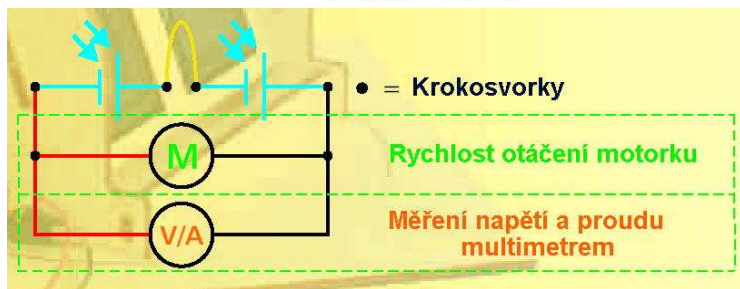 ● = Krokosvorky
M
Rychlost otáčení motorku
V/A
Měření napětí a proudu
multimetrem